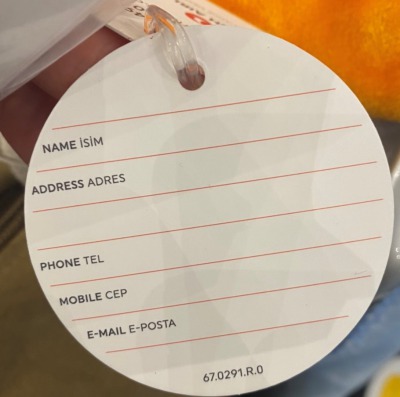 NAME İSİM
ADDRESS ADRES
PHONE TEL
MOBILE CEP
E-MAIL E-POSTA
67.0291.R.0